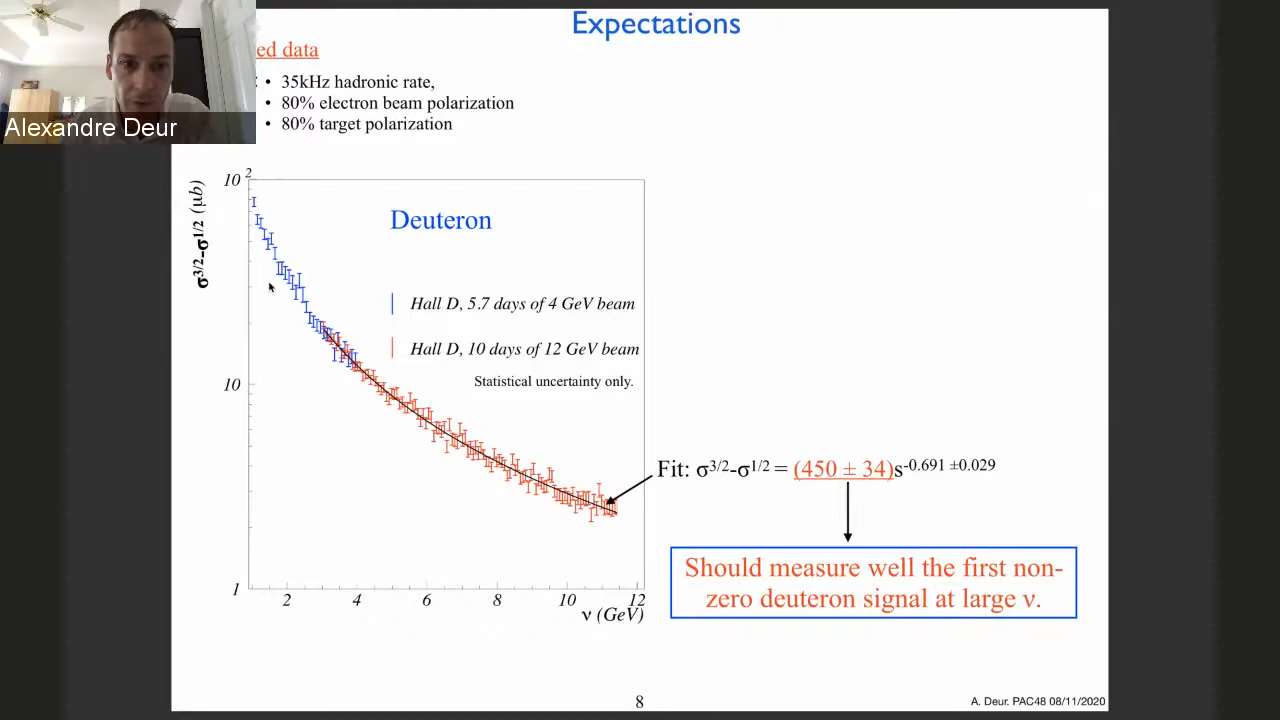 Expectations
ed data
• 35kHz hadronic rate,
• 80% electron beam polarization
• 80% target polarization
Alexandre Deur
σ3/2-σ1/2 (μb)
10 2
10
1
Deuteron
Hall D, 5.7 days of 4 GeV beam
Hall D, 10 days of 12 GeV beam
Statistical uncertainty only.
2 4 6 8 10 12
ν (GeV)
Fit: σ3/2-σ1/2 = (450 ± 34)s-0.691 ±0.029
Should measure well the first non-
zero deuteron signal at large ν.
8
A. Deur. PAC48 08/11/2020